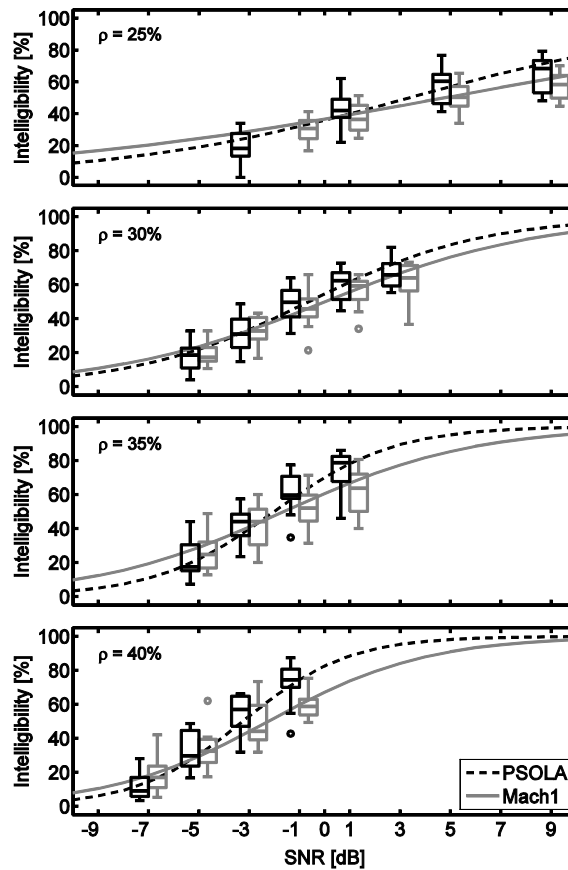 ρ = 25%
Intelligibility [%]
100
80
60
40
20
0
ρ = 30%
Intelligibility [%]
100
80
60
40
20
0
ρ = 35%
Intelligibility [%]
100
80
60
40
20
0
ρ = 40%
Intelligibility [%]
100
80
60
40
20
0
PSOLA
Mach1
-9 -7 -5 -3 -1 0 1 3 5 7 9
SNR [dB]